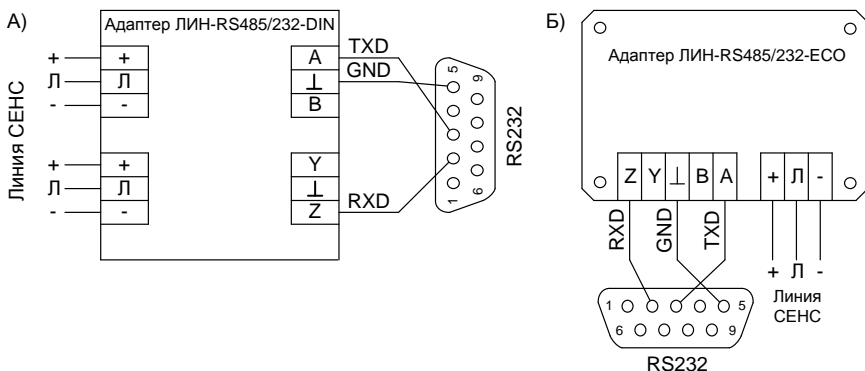 А)
Адаптер ЛИН-RS485/232-DIN
+ + A TXD
Л Л ⊥ GND
- - B
Линия СЕНС
+ + Y
Л Л ⊥
- - Z RXD
5
9
1
6
RS232
Б)
Адаптер ЛИН-RS485/232-ECO
Z Y ⊥ B A + Л -
RXD GND TXD
+ Л -
Линия
СЕНС
1 5
6 9
RS232